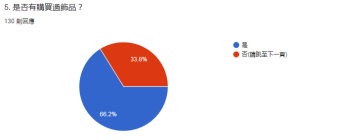 5. 是否有購買過飾品？
130 則回應
是
否(請跳至下一頁)
33.8%
66.2%